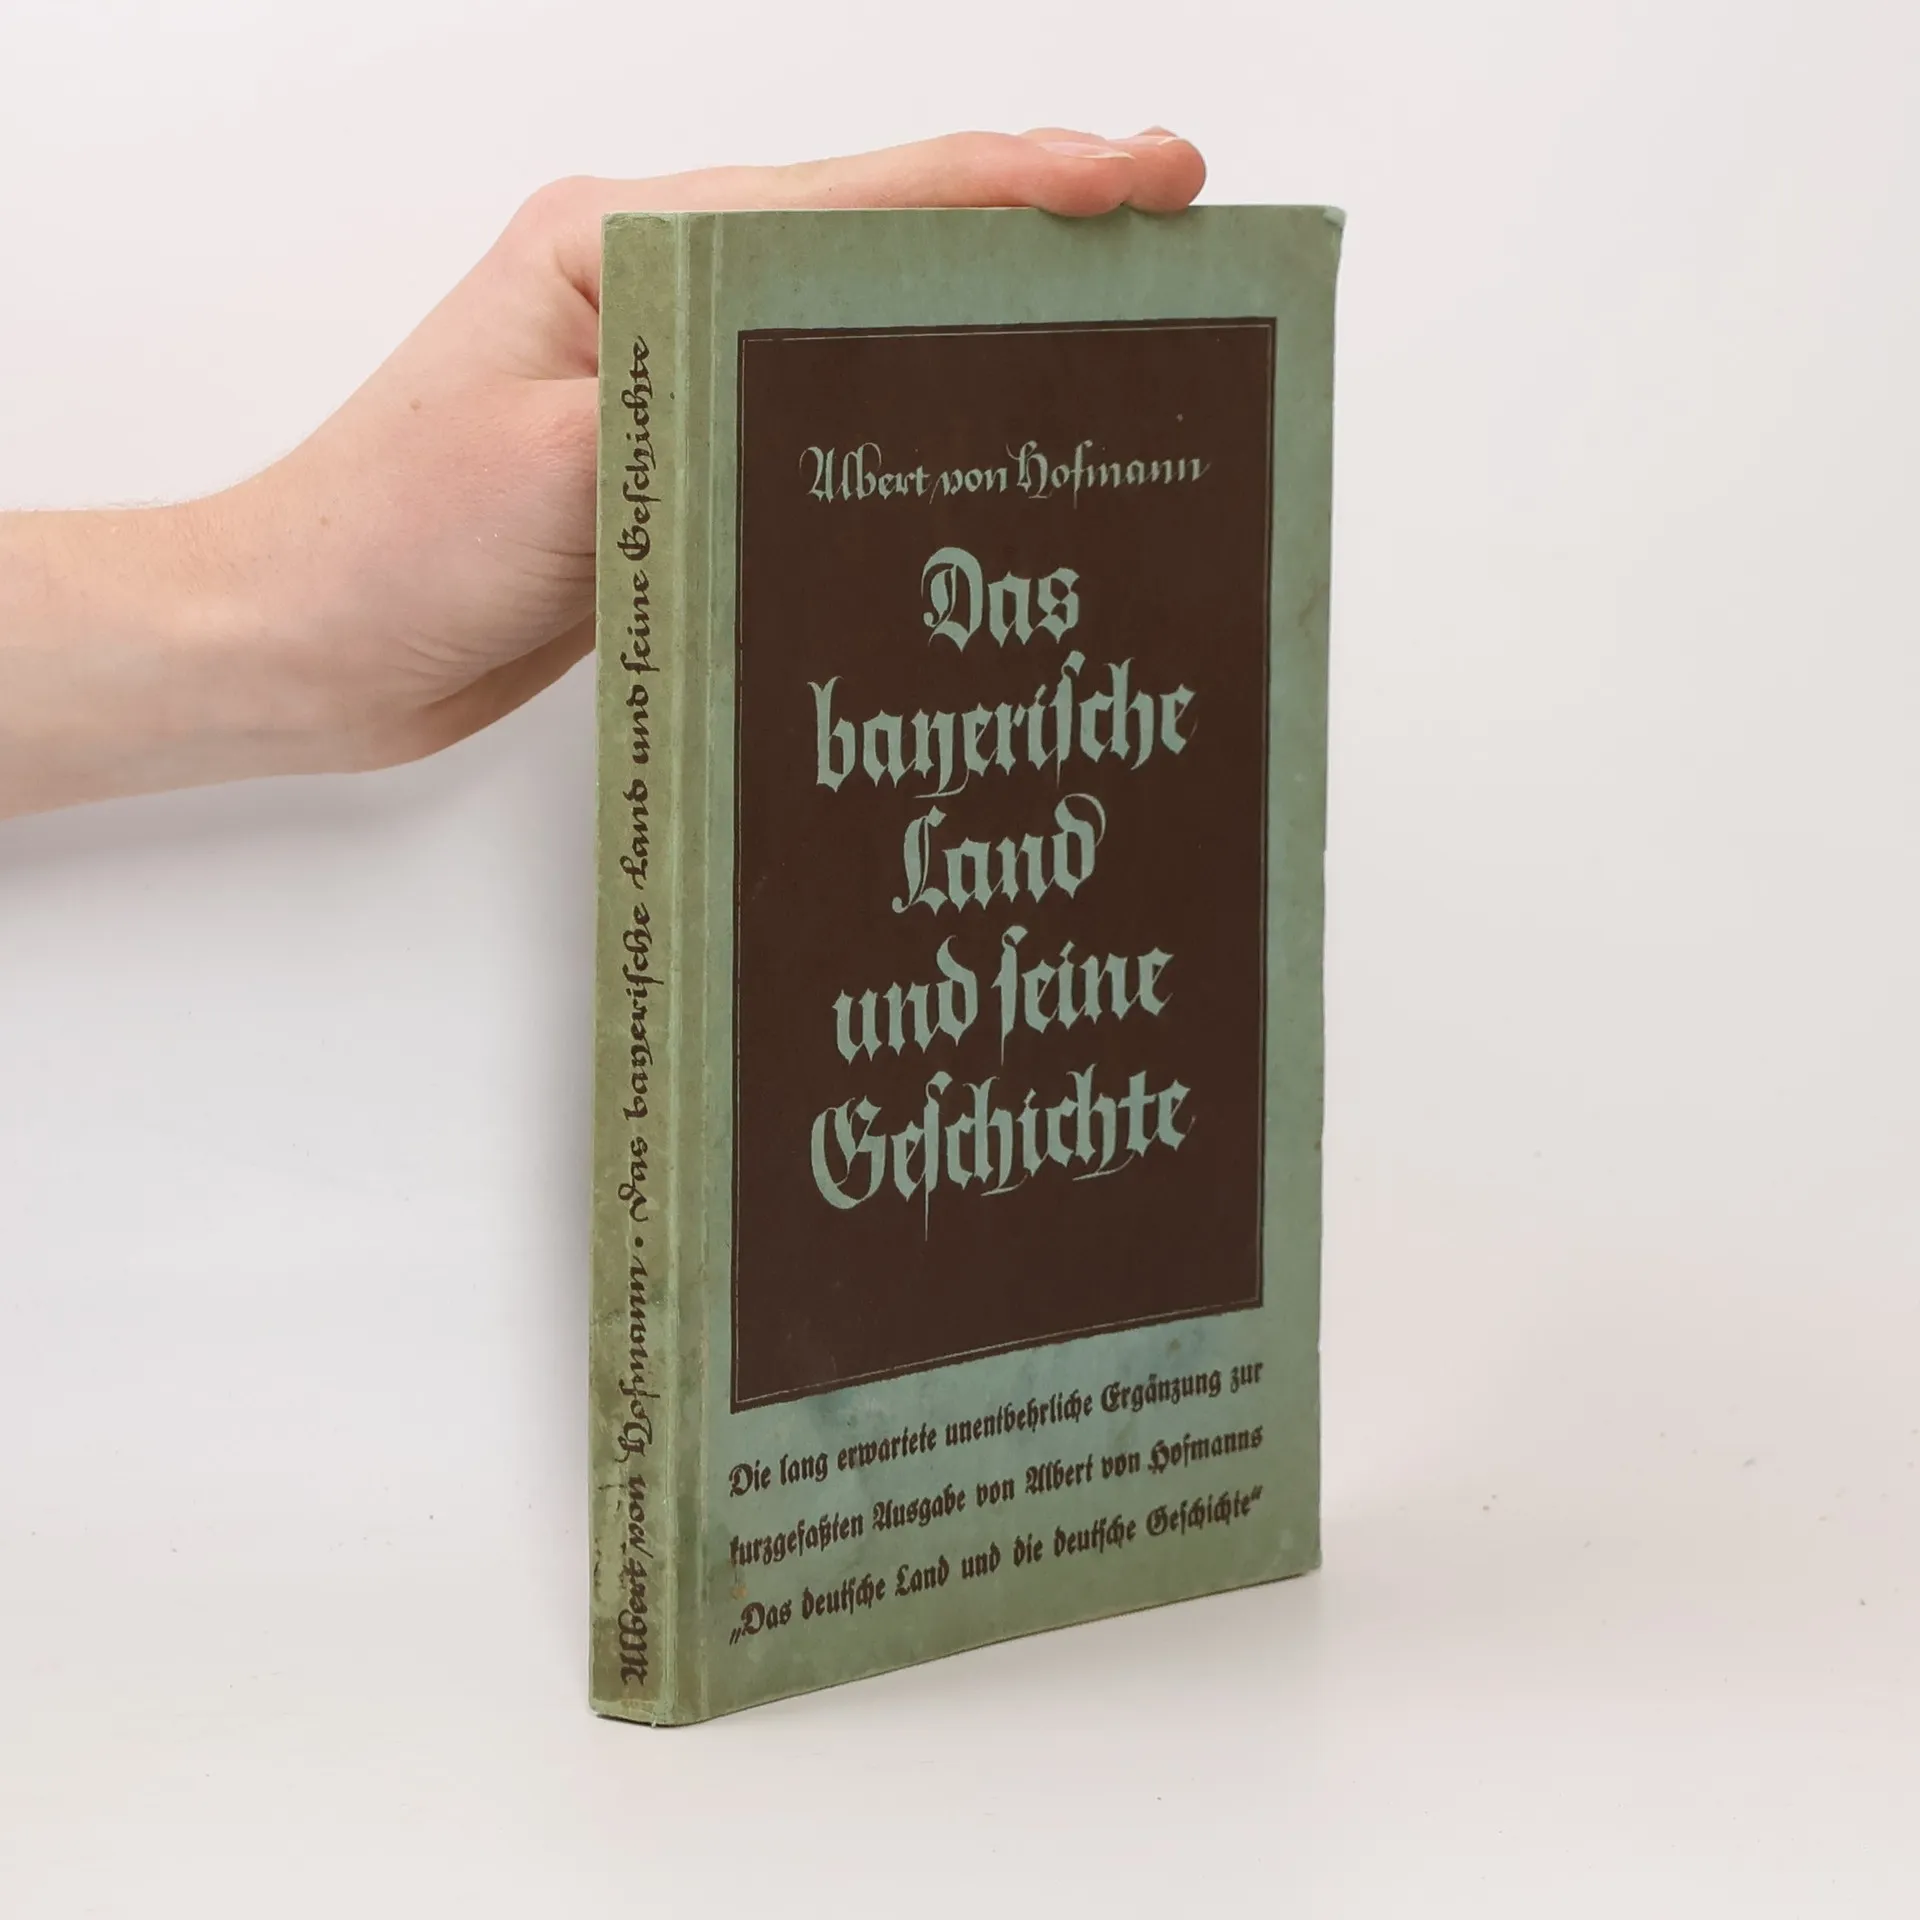 Albert von Hofmann • Das bayerische Land und seine Geschichte
Albert von Hofmann
Das
bayerische
Land
und seine
Geschichte
Die lang erwartete unentbehrliche Ergänzung zur
kurzgefaßten Ausgabe von Albert von Hofmanns
„Das deutsche Land und die deutsche Geschichte“